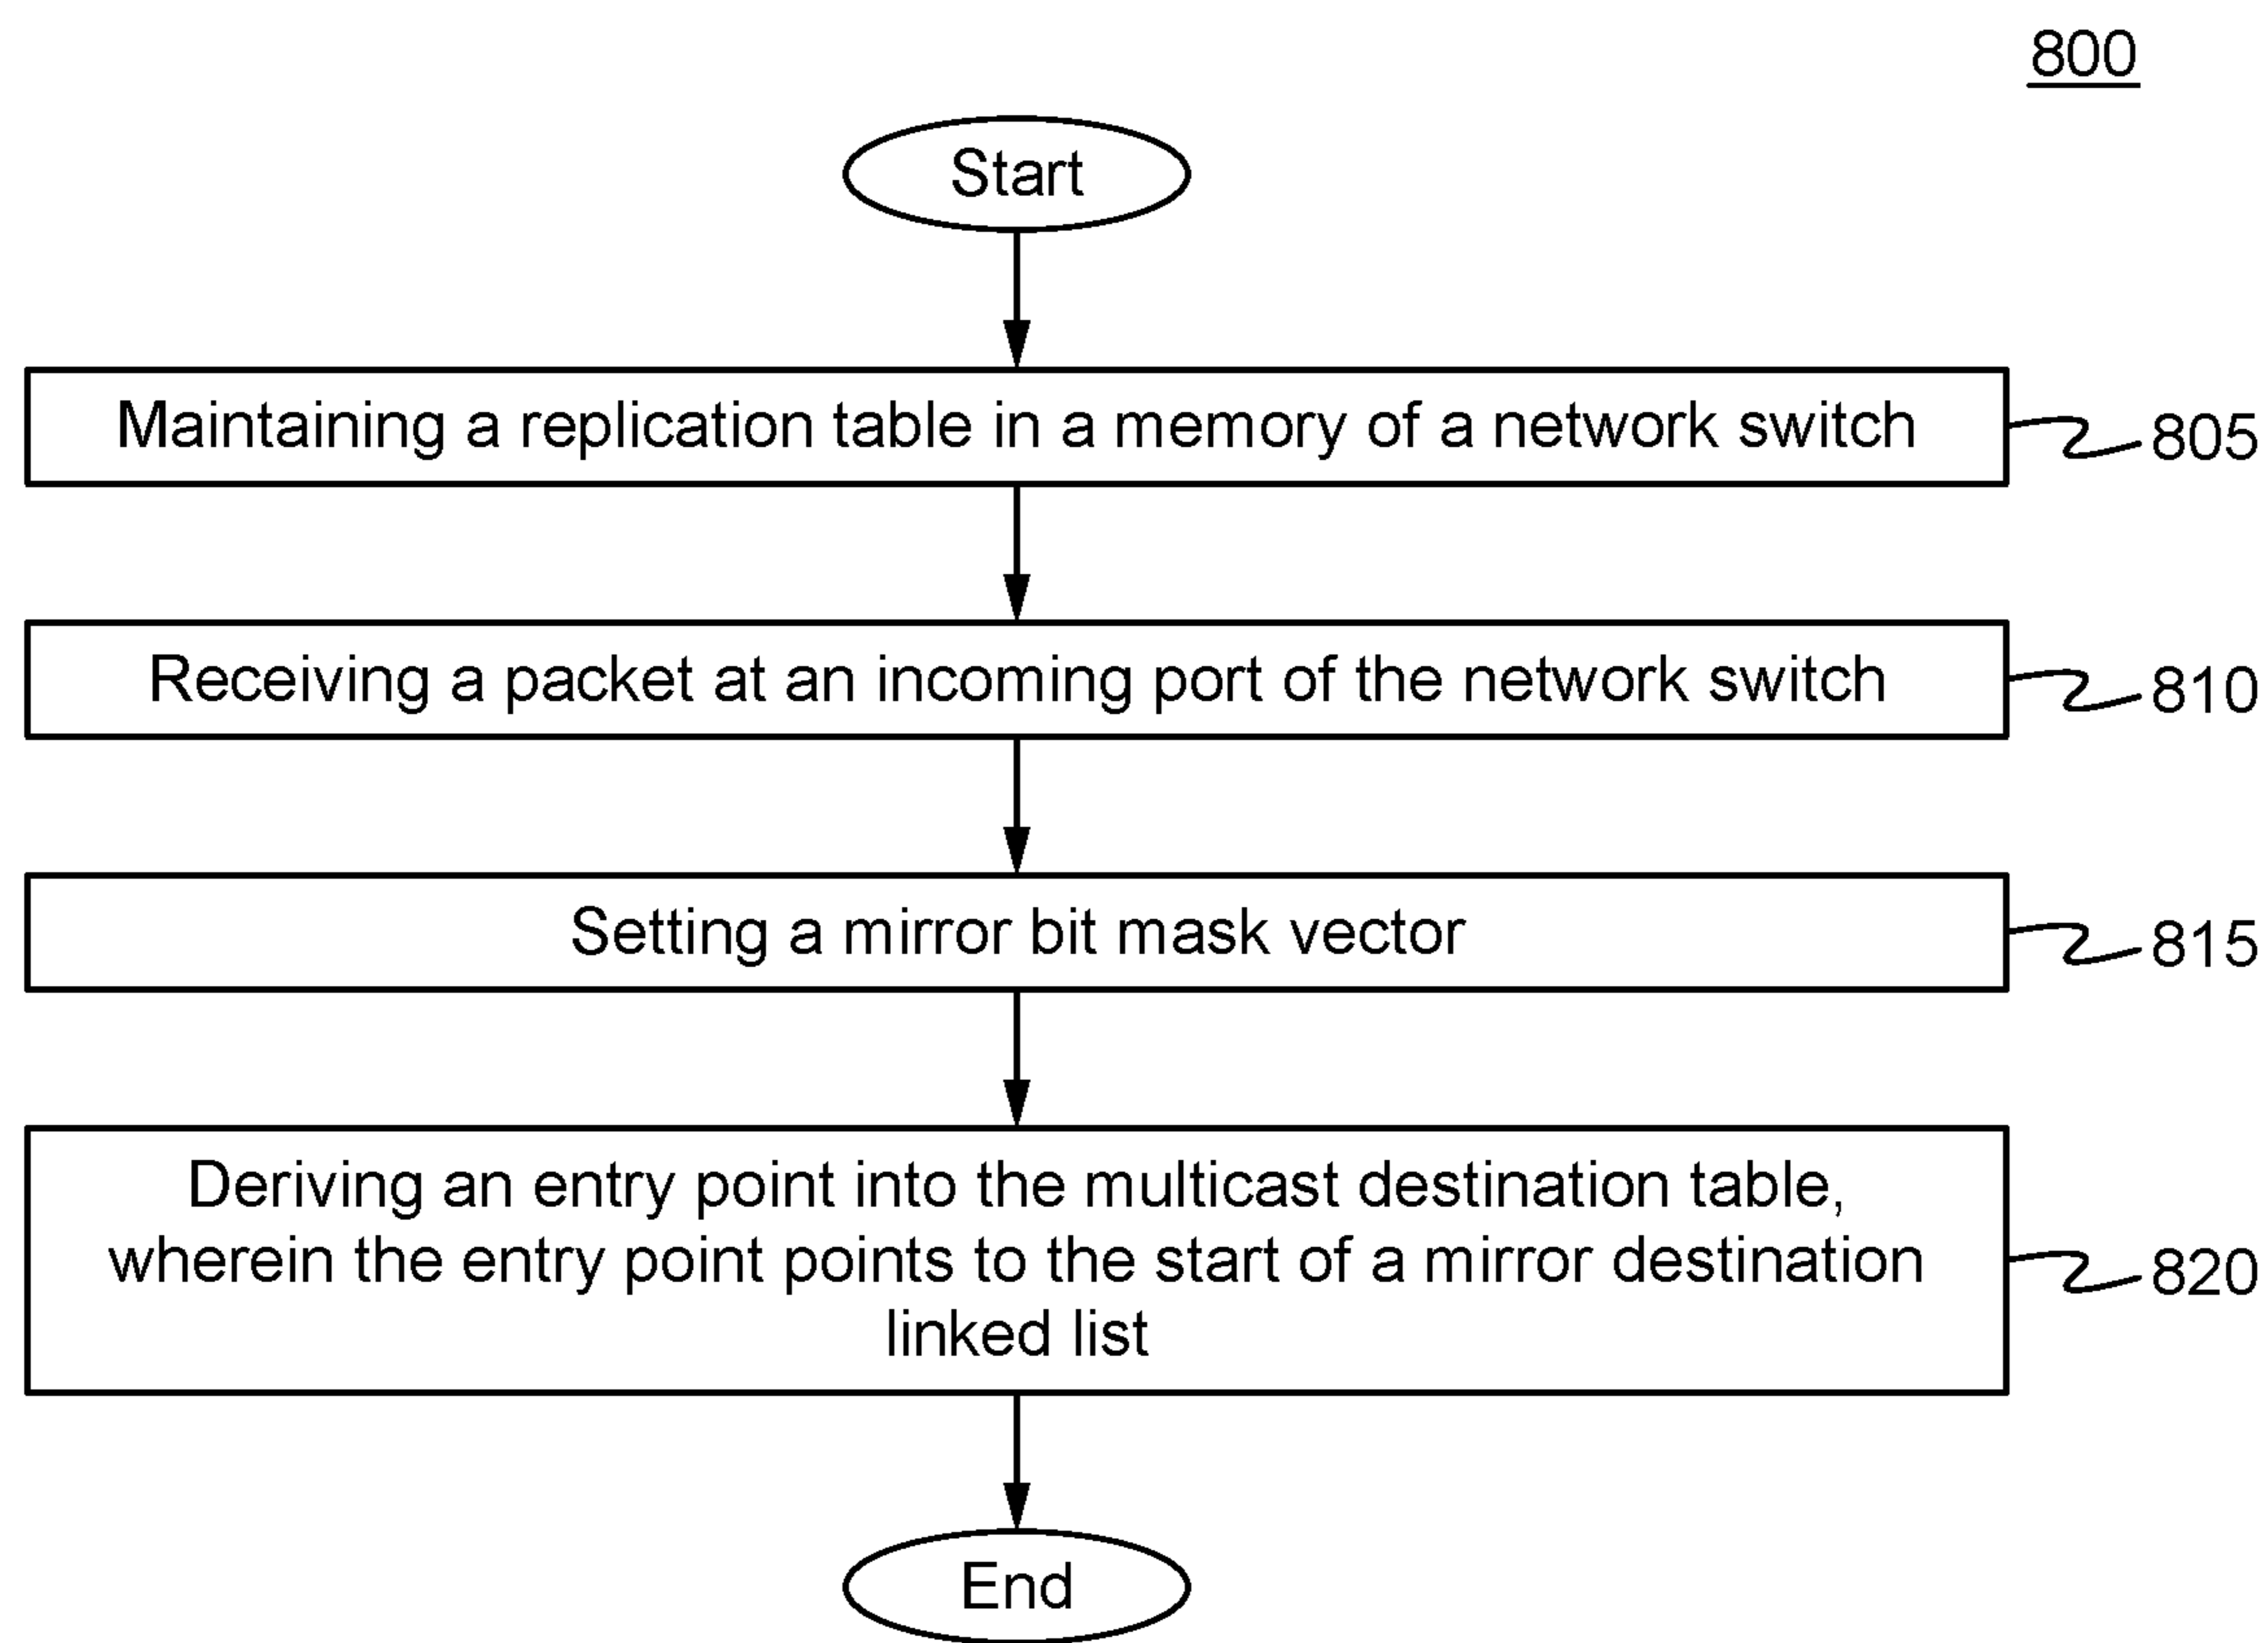 800
Start
Maintaining a replication table in a memory of a network switch
805
Receiving a packet at an incoming port of the network switch
810
Setting a mirror bit mask vector
815
Deriving an entry point into the multicast destination table,
wherein the entry point points to the start of a mirror destination
linked list
820
End